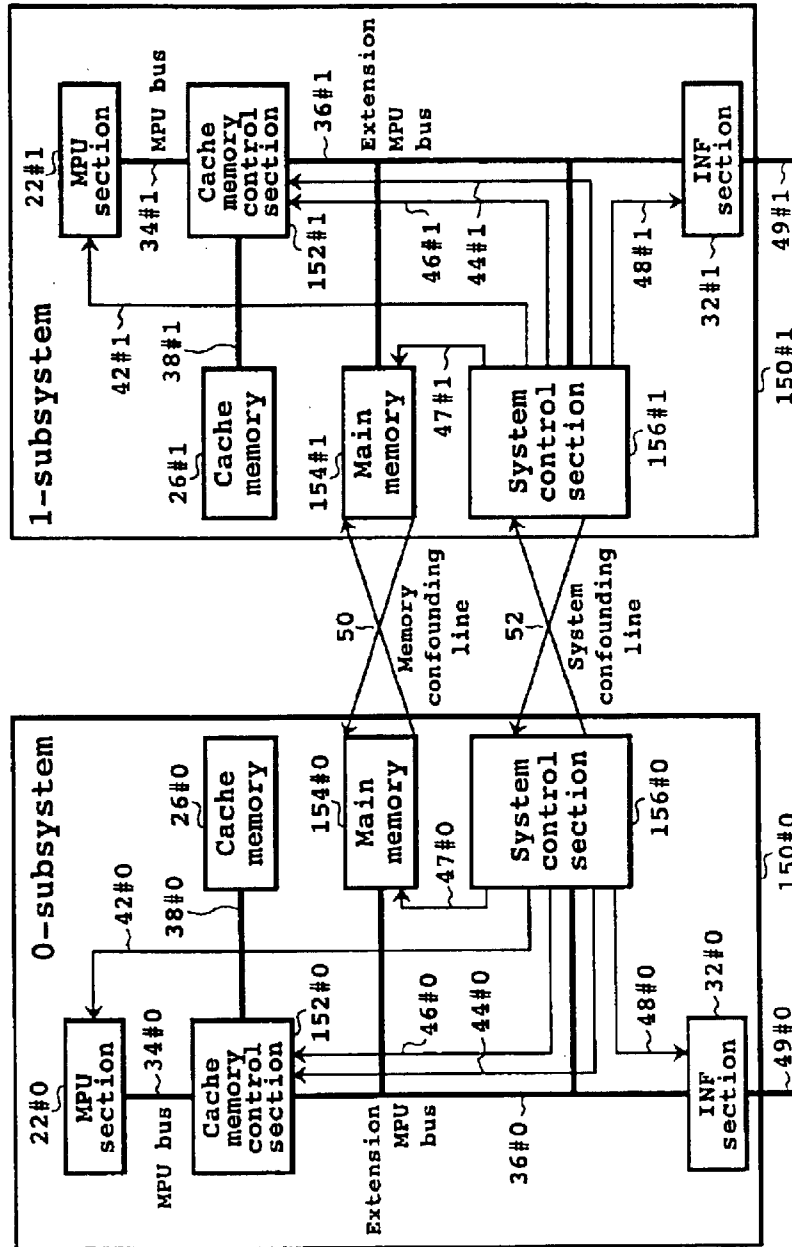 0-subsystem
22#0
MPU
section
34#0
MPU bus
42#0
38#0
26#0
Cache
memory
Cache
memory
control
section
152#0
Extension
MPU
bus
46#0
44#0
154#0
Main
memory
47#0
System
control
section
156#0
36#0
48#0
INF
section
32#0
49#0
150#0
50
Memory
confounding
line
52
System
confounding
line
1-subsystem
22#1
MPU
section
34#1
MPU bus
42#1
38#1
26#1
Cache
memory
Cache
memory
control
section
152#1
36#1
Extension
MPU
bus
46#1
44#1
154#1
Main
memory
47#1
System
control
section
156#1
48#1
INF
section
32#1
49#1
150#1